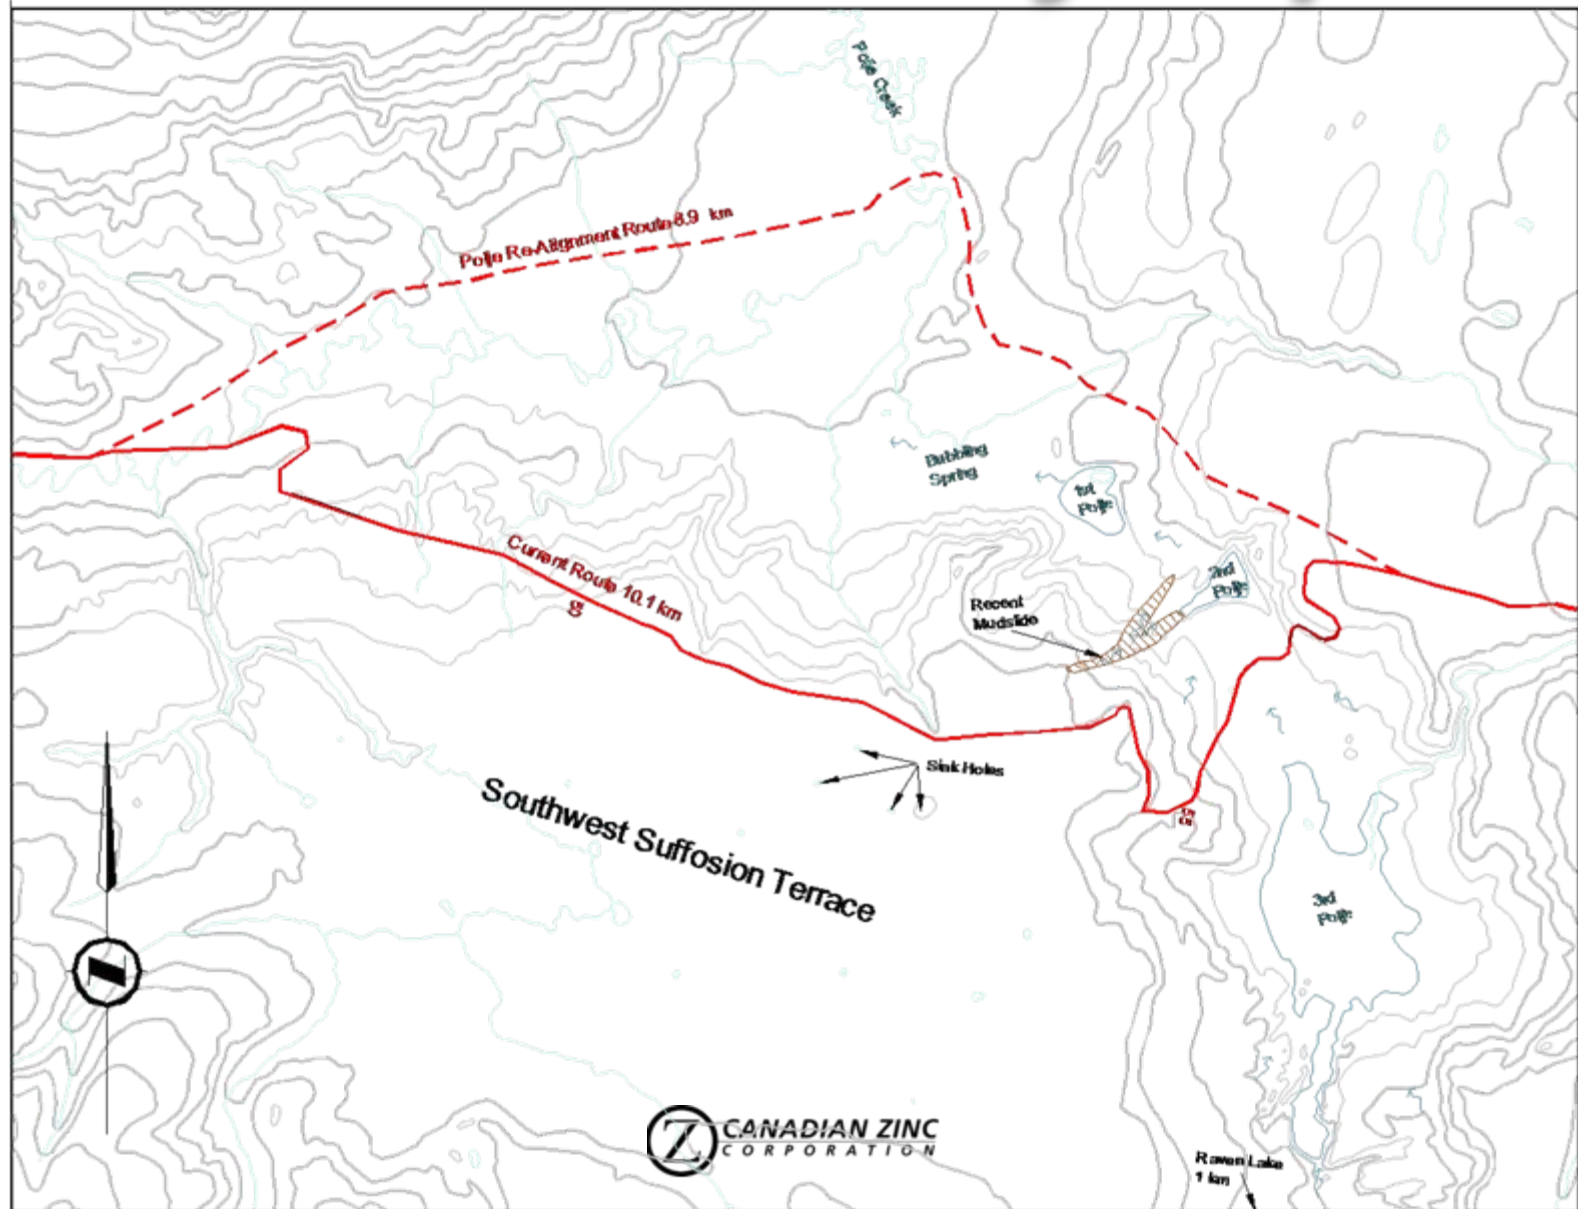 Polje Creek
Polje Re-Alignment Route 8.9 km
Bubbling
Spring
1st
Polje
Current Route 10.1 km
2nd
Polje
Recent
Mudslide
Sink Holes
Southwest Suffosion Terrace
3rd
Polje
CANADIAN ZINC
CORPORATION
Raven Lake
1 km